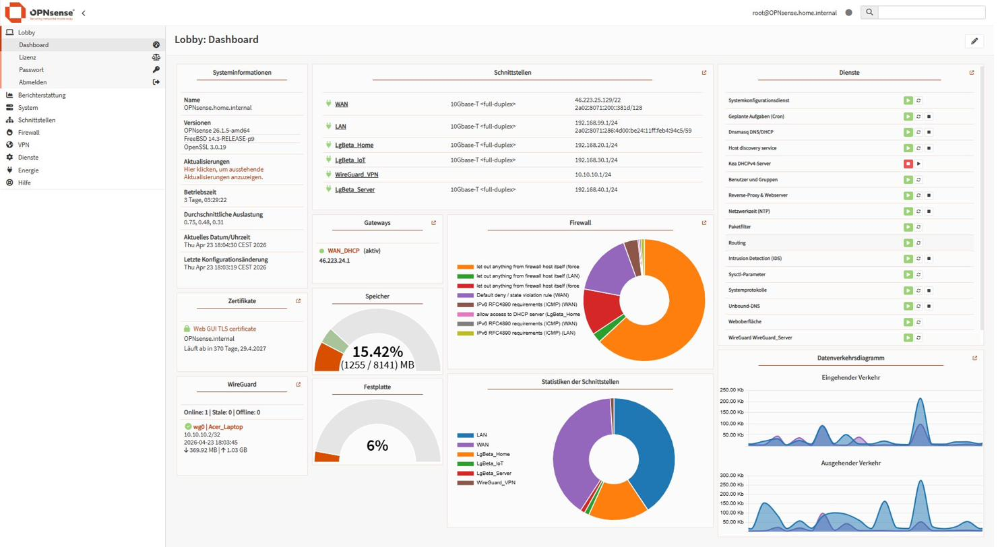 OPNsense
Securing networks made easy
root@OPNsense.home.internal
Lobby
Dashboard
Lizenz
Passwort
Abmelden
Berichterstattung
System
Schnittstellen
Firewall
VPN
Dienste
Energie
Hilfe
Lobby: Dashboard
Systeminformationen
Name
OPNsense.home.internal
Versionen
OPNsense 26.1.5-amd64
FreeBSD 14.3-RELEASE-p9
OpenSSL 3.0.19
Aktualisierungen
Hier klicken, um ausstehende
Aktualisierungen anzuzeigen.
Betriebszeit
3 Tage, 03:29:22
Durchschnittliche Auslastung
0.75, 0.48, 0.31
Aktuelles Datum/Uhrzeit
Thu Apr 23 18:04:30 CEST 2026
Letzte Konfigurationsänderung
Thu Apr 23 18:03:19 CEST 2026
Zertifikate
Web GUI TLS certificate
OPNsense.internal
Läuft ab in 370 Tage, 29.4.2027
WireGuard
Online: 1 | Stale: 0 | Offline: 0
wg0 | Acer_Laptop
10.10.10.2/32
2026-04-23 18:03:45
369.92 MB | 1.03 GB
Schnittstellen
WAN 10Gbase-T <full-duplex> 46.223.25.129/22
2a02:8071:200::381d/128
LAN 10Gbase-T <full-duplex> 192.168.99.1/24
2a02:8071:286:4d00:be24:11ff:feb4:94c5/59
LgBeta_Home 10Gbase-T <full-duplex> 192.168.20.1/24
LgBeta_IoT 10Gbase-T <full-duplex> 192.168.30.1/24
WireGuard_VPN 10.10.10.1/24
LgBeta_Server 10Gbase-T <full-duplex> 192.168.40.1/24
Gateways
WAN_DHCP (aktiv)
46.223.24.1
Speicher
15.42%
(1255 / 8141) MB
Festplatte
6%
Firewall
let out anything from firewall host itself (force
let out anything from firewall host itself (LAN)
let out anything from firewall host itself (force
Default deny / state violation rule (WAN)
IPv6 RFC4890 requirements (ICMP) (WAN)
allow access to DHCP server (LgBeta_Home
IPv6 RFC4890 requirements (ICMP) (WAN)
IPv6 RFC4890 requirements (ICMP) (LAN)
Statistiken der Schnittstellen
LAN
WAN
LgBeta_Home
LgBeta_IoT
LgBeta_Server
WireGuard_VPN
Dienste
Systemkonfigurationsdienst
Geplante Aufgaben (Cron)
Dnsmasq DNS/DHCP
Host discovery service
Kea DHCPv4-Server
Benutzer und Gruppen
Reverse-Proxy & Webserver
Netzwerkzeit (NTP)
Paketfilter
Routing
Intrusion Detection (IDS)
Sysctl-Parameter
Systemprotokolle
Unbound-DNS
Weboberfläche
WireGuard WireGuard_Server
Datenverkehrsdiagramm
Eingehender Verkehr
250.00 Kb
200.00 Kb
150.00 Kb
100.00 Kb
50.00 Kb
Ausgehender Verkehr
300.00 Kb
250.00 Kb
200.00 Kb
150.00 Kb
100.00 Kb
50.00 Kb